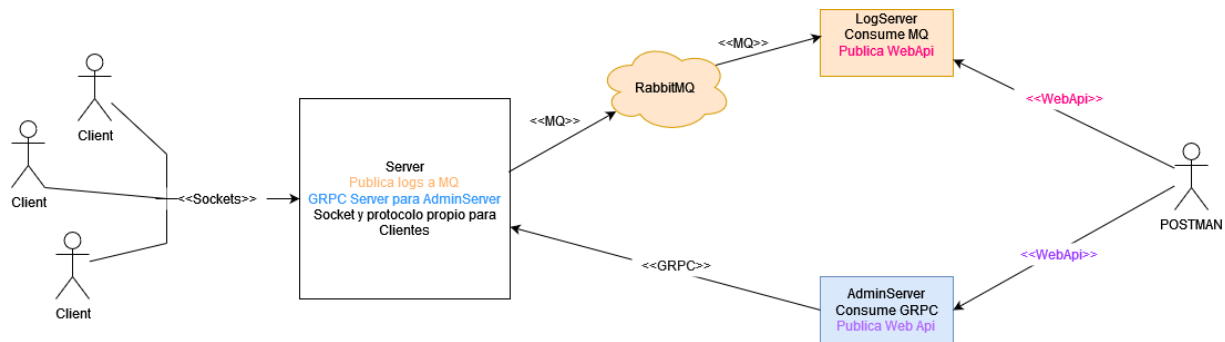 Client
Client
Client
<<Sockets>>
Server
Publica logs a MQ
GRPC Server para AdminServer
Socket y protocolo propio para
Clientes
<<MQ>>
RabbitMQ
<<MQ>>
LogServer
Consume MQ
Publica WebApi
<<WebApi>>
POSTMAN
<<WebApi>>
<<GRPC>>
AdminServer
Consume GRPC
Publica Web Api